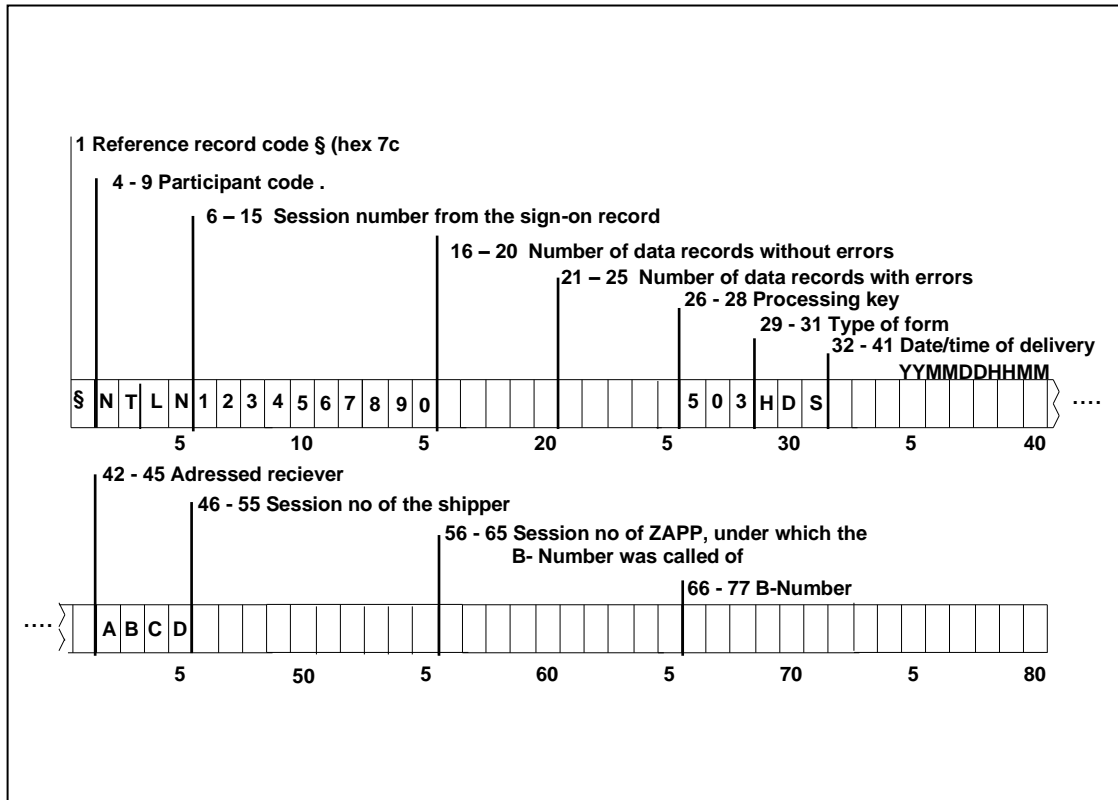 1 Reference record code § (hex 7c
4 - 9 Participant code .
6 – 15 Session number from the sign-on record
16 – 20 Number of data records without errors
21 – 25 Number of data records with errors
26 - 28 Processing key
29 - 31 Type of form
32 - 41 Date/time of delivery
YYMMDDHHMM
§ N T L N 1 2 3 4 5 6 7 8 9 0 5 0 3 H D S ....
5 10 5 20 5 30 5 40
42 - 45 Adressed reciever
46 - 55 Session no of the shipper
56 - 65 Session no of ZAPP, under which the
B- Number was called of
66 - 77 B-Number
.... A B C D
5 50 5 60 5 70 5 80